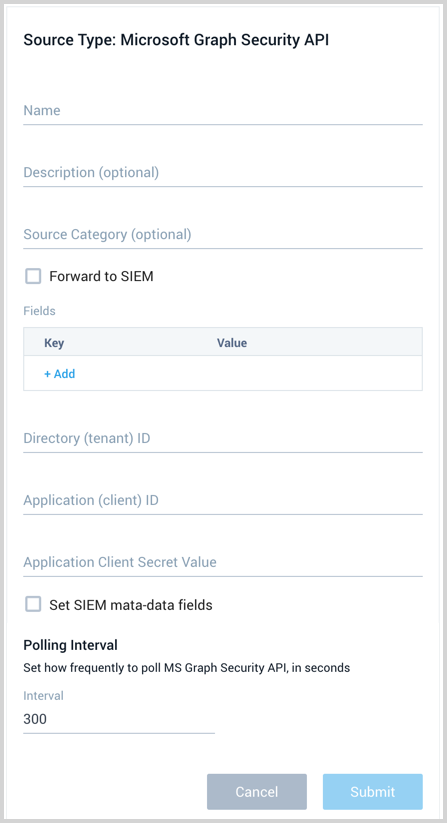 Source Type: Microsoft Graph Security API
Name
Description (optional)
Source Category (optional)
Forward to SIEM
Fields
Key Value
+ Add
Directory (tenant) ID
Application (client) ID
Application Client Secret Value
Set SIEM mata-data fields
Polling Interval
Set how frequently to poll MS Graph Security API, in seconds
Interval
300
Cancel Submit